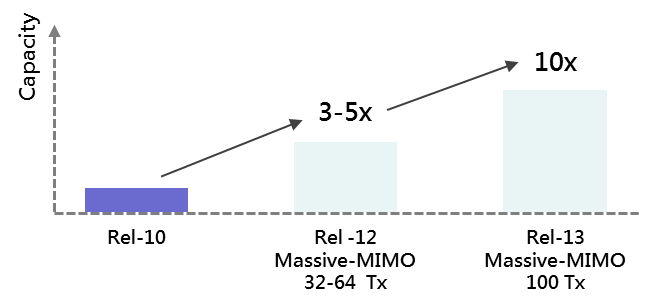 Capacity
10x
3-5x
Rel-10
Rel -12
Massive-MIMO
32-64 Tx
Rel-13
Massive-MIMO
100 Tx